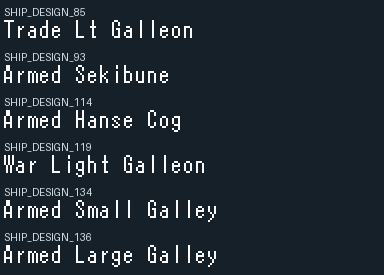 SHIP_DESIGN_85
Trade Lt Galleon
SHIP_DESIGN_93
Armed Sekibune
SHIP_DESIGN_114
Armed Hanse Cog
SHIP_DESIGN_119
War Light Galleon
SHIP_DESIGN_134
Armed Small Galley
SHIP_DESIGN_136
Armed Large Galley